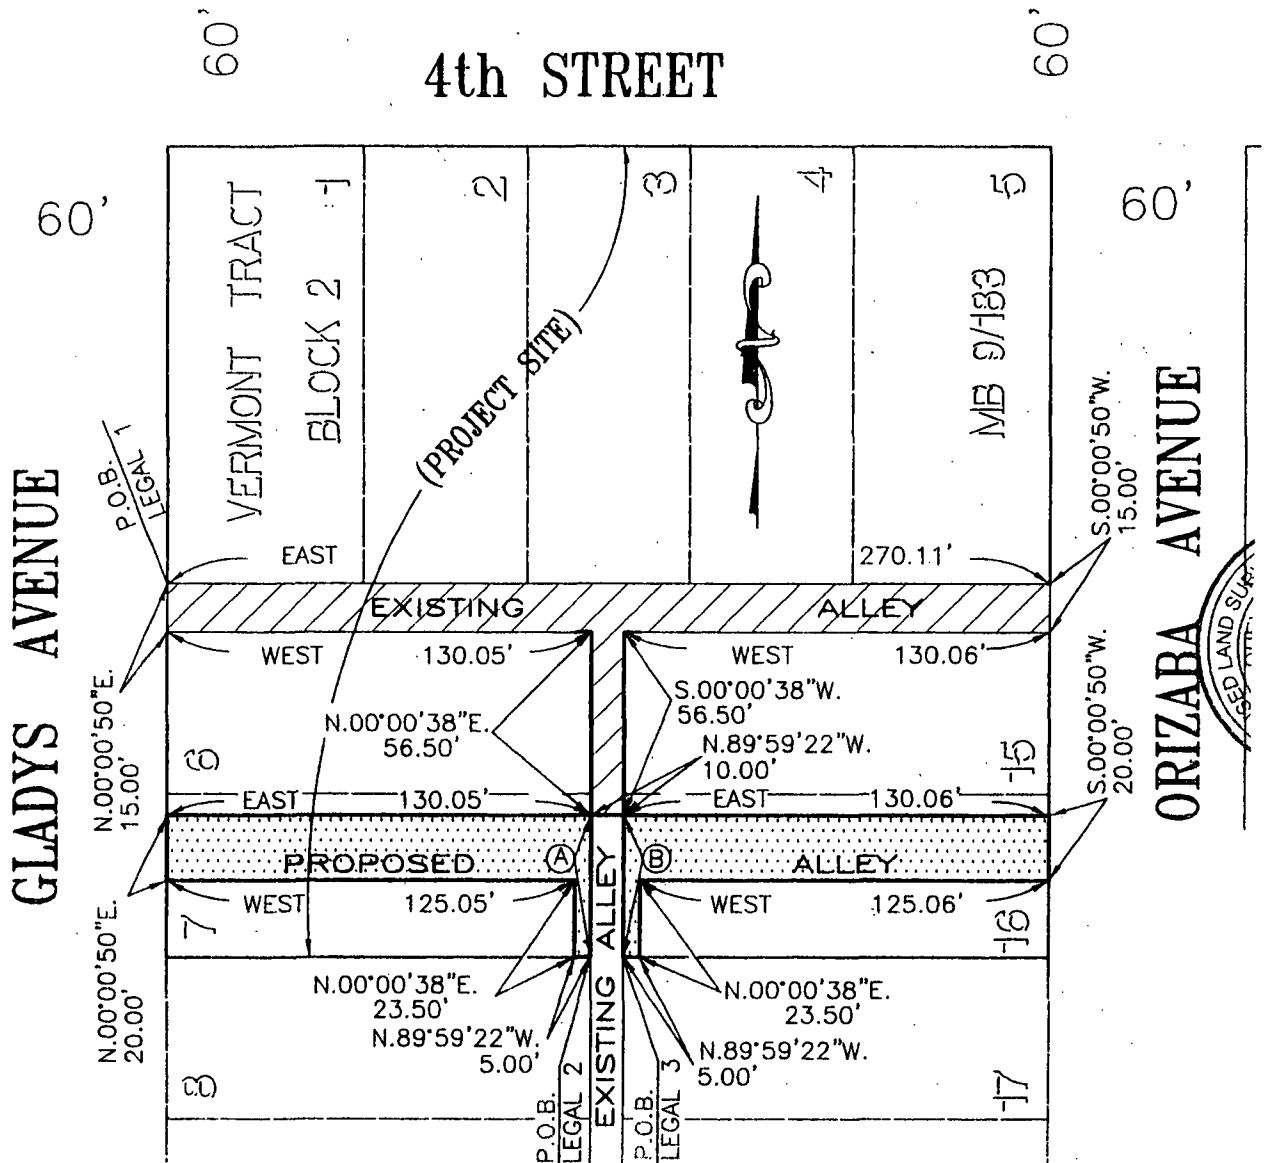 60'
60'
4th STREET
60'
60'
1
2
3
4
5
VERMONT TRACT
BLOCK 2
MB 9/183
(PROJECT SITE)
P.O.B.
LEGAL 1
GLADYS AVENUE
ORIZABA AVENUE
S.00°00'50"W.
15.00'
EAST
270.11'
EXISTING ALLEY
WEST 130.05'
WEST 130.06'
N.00°00'50"E.
15.00'
N.00°00'38"E.
56.50'
S.00°00'38"W.
56.50'
N.89°59'22"W.
10.00'
S.00°00'50"W.
20.00'
SED LAND SUR
6
15
EAST 130.05'
EAST 130.06'
PROPOSED
A
B
ALLEY
WEST 125.05'
WEST 125.06'
7
16
N.00°00'50"E.
20.00'
N.00°00'38"E.
23.50'
N.89°59'22"W.
5.00'
N.00°00'38"E.
23.50'
N.89°59'22"W.
5.00'
EXISTING ALLEY
8
17
P.O.B.
LEGAL 2
P.O.B.
LEGAL 3